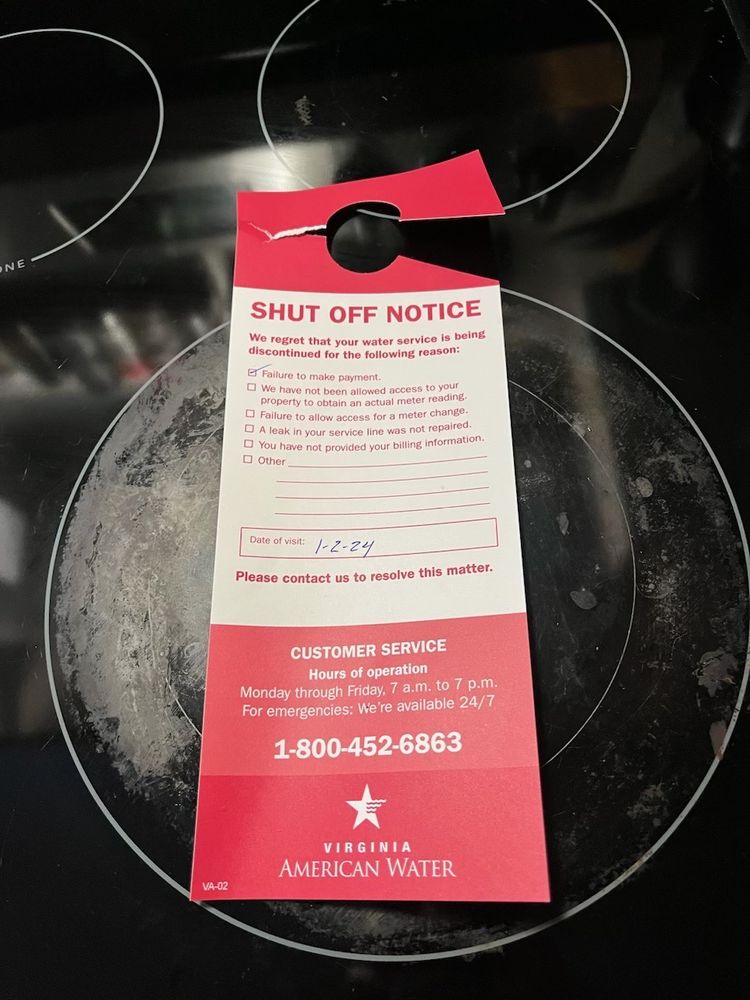 ONE
SHUT OFF NOTICE
We regret that your water service is being
discontinued for the following reason:
☑ Failure to make payment.
☐ We have not been allowed access to your
property to obtain an actual meter reading.
☐ Failure to allow access for a meter change.
☐ A leak in your service line was not repaired.
☐ You have not provided your billing information.
☐ Other
Date of visit: 1-2-24
Please contact us to resolve this matter.
CUSTOMER SERVICE
Hours of operation
Monday through Friday, 7 a.m. to 7 p.m.
For emergencies: We're available 24/7
1-800-452-6863
VIRGINIA
AMERICAN WATER
VA-02